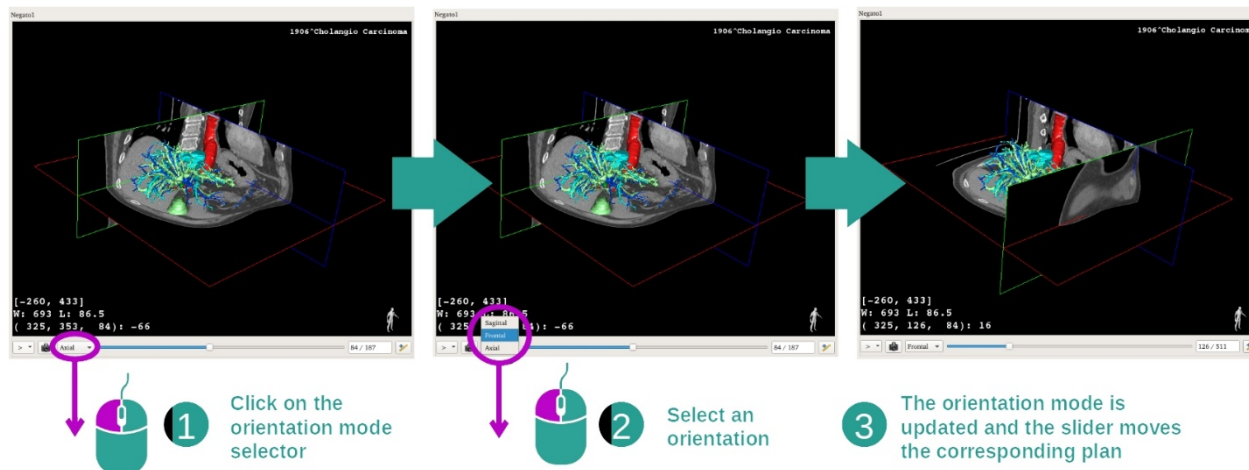 Negato1
1906^Cholangio Carcinoma
[-260, 433]
W: 693 L: 86.5
( 325, 353,  84): -66
>
Axial
84 / 187
Negato1
1906^Cholangio Carcinoma
[-260, 433]
W: 693 L: 86.5
( 325
84): -66
Sagittal
Frontal
Axial
>
84 / 187
Negato1
1906^Cholangio Carcinoma
[-260, 433]
W: 693 L: 86.5
( 325, 126,  84): 16
>
Frontal
126 / 511
1
Click on the
orientation mode
selector
2
Select an
orientation
3
The orientation mode is
updated and the slider moves
the corresponding plan